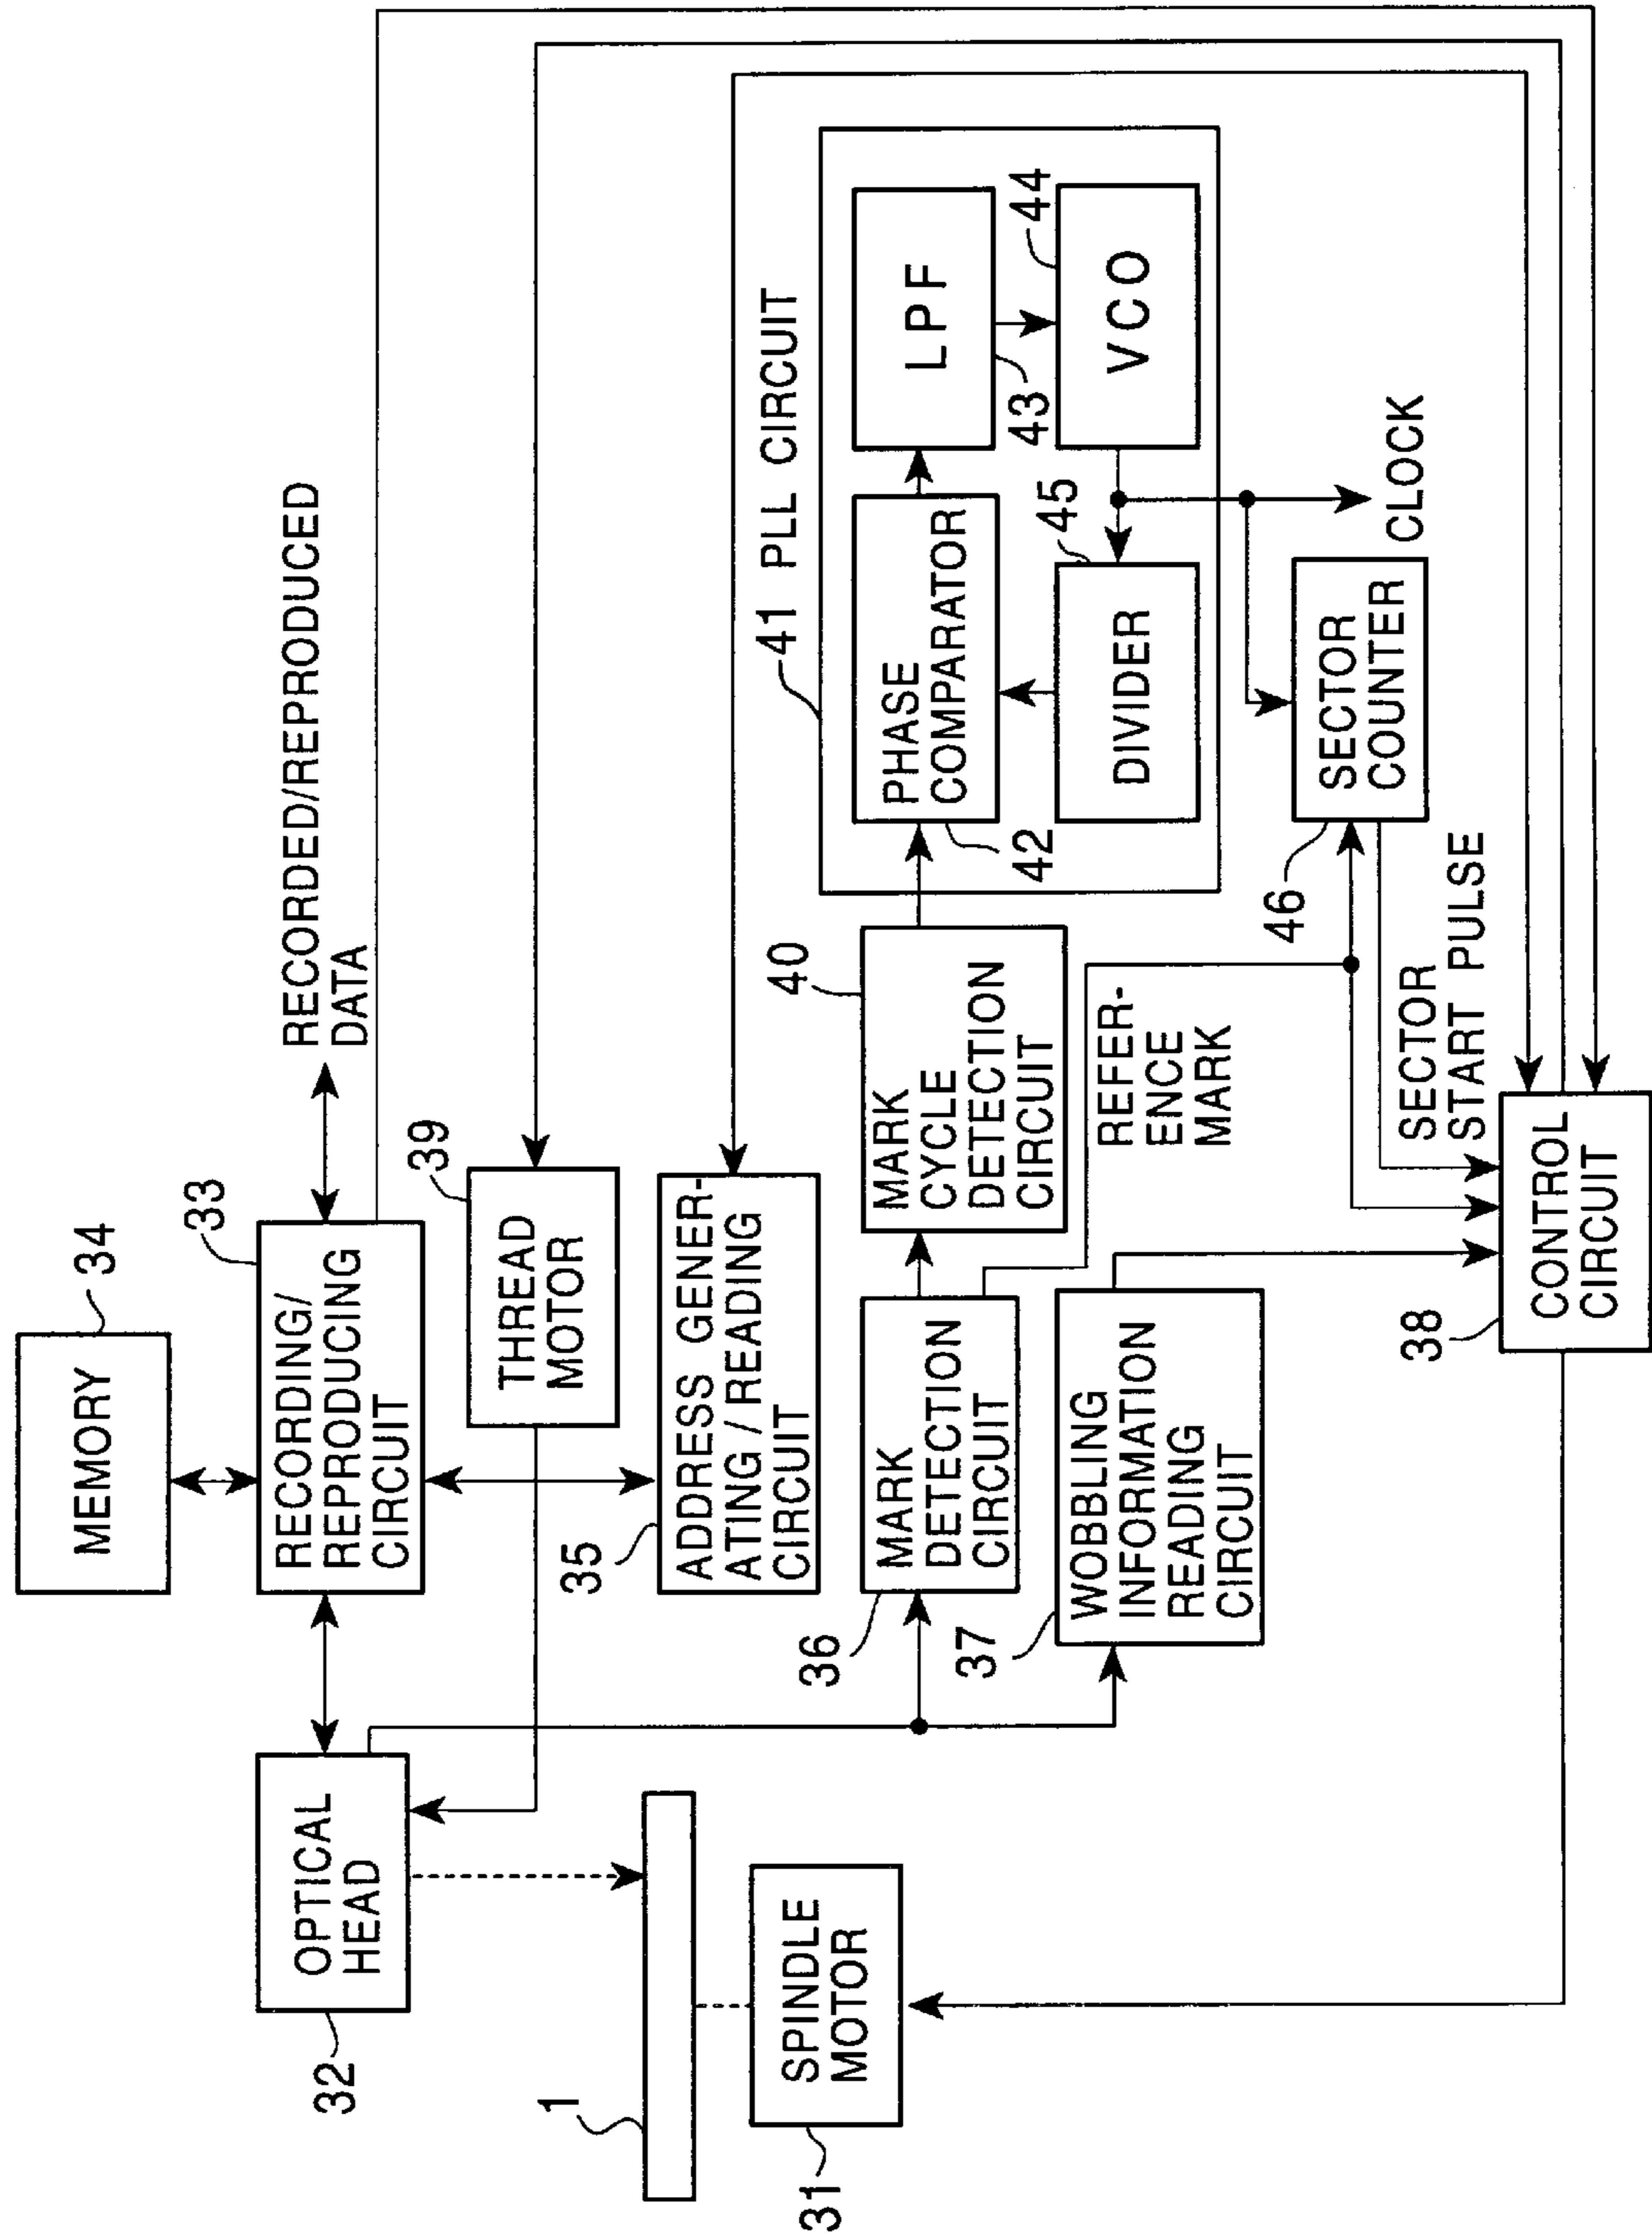 MEMORY
34
RECORDING/
REPRODUCING
CIRCUIT
33
RECORDED/REPRODUCED
DATA
OPTICAL
HEAD
32
THREAD
MOTOR
39
1
ADDRESS GENER-
ATING/READING
CIRCUIT
35
41 PLL CIRCUIT
SPINDLE
MOTOR
31
MARK
DETECTION
CIRCUIT
36
MARK
CYCLE
DETECTION
CIRCUIT
40
PHASE
COMPARATOR
42
LPF
43
WOBBLING
INFORMATION
READING
CIRCUIT
37
REFER-
ENCE
MARK
DIVIDER
45
VCO
44
SECTOR
COUNTER
46
CLOCK
SECTOR
START PULSE
CONTROL
CIRCUIT
38